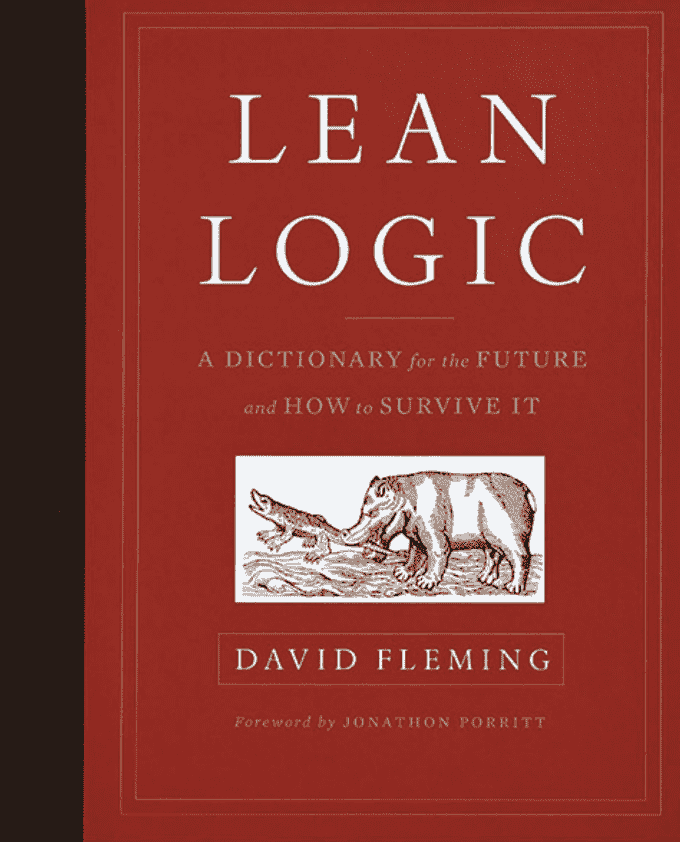 LEAN
LOGIC
A DICTIONARY for the FUTURE
and HOW to SURVIVE IT
DAVID FLEMING
Foreword by JONATHON PORRITT